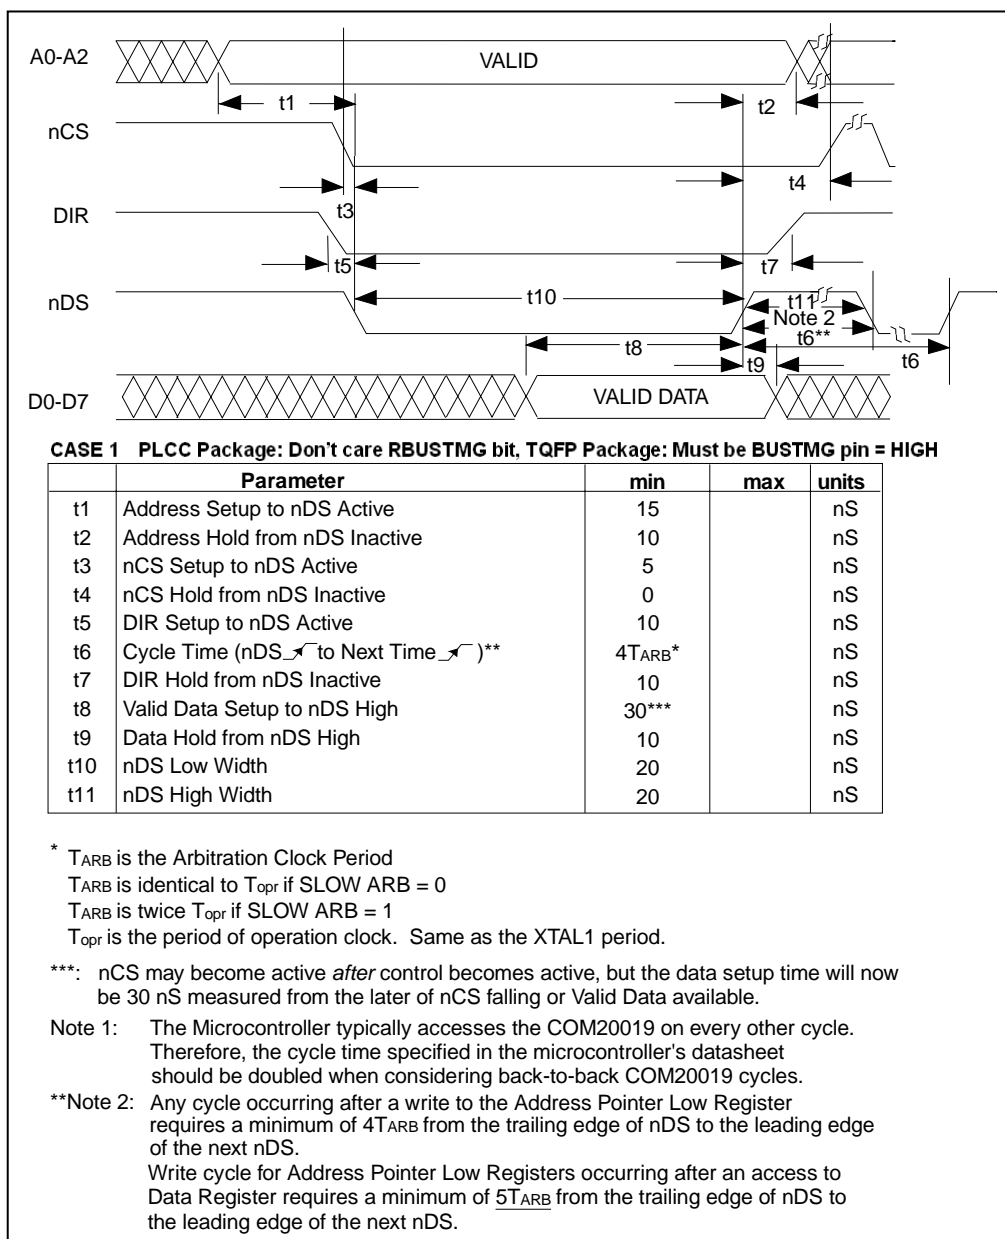 A0-A2
VALID
t1
t2
nCS
t3
t4
DIR
t5
t7
nDS
t10
t11
Note 2
t6**
t8
t9
t6
D0-D7
VALID DATA
CASE 1 PLCC Package: Don't care RBUSTMG bit, TQFP Package: Must be BUSTMG pin = HIGH
Parameter min max units
t1 Address Setup to nDS Active 15 nS
t2 Address Hold from nDS Inactive 10 nS
t3 nCS Setup to nDS Active 5 nS
t4 nCS Hold from nDS Inactive 0 nS
t5 DIR Setup to nDS Active 10 nS
t6 Cycle Time (nDS to Next Time )** 4TARB* nS
t7 DIR Hold from nDS Inactive 10 nS
t8 Valid Data Setup to nDS High 30*** nS
t9 Data Hold from nDS High 10 nS
t10 nDS Low Width 20 nS
t11 nDS High Width 20 nS
* TARB is the Arbitration Clock Period
TARB is identical to Topr if SLOW ARB = 0
TARB is twice Topr if SLOW ARB = 1
Topr is the period of operation clock. Same as the XTAL1 period.
***: nCS may become active after control becomes active, but the data setup time will now
be 30 nS measured from the later of nCS falling or Valid Data available.
Note 1: The Microcontroller typically accesses the COM20019 on every other cycle.
Therefore, the cycle time specified in the microcontroller's datasheet
should be doubled when considering back-to-back COM20019 cycles.
**Note 2: Any cycle occurring after a write to the Address Pointer Low Register
requires a minimum of 4TARB from the trailing edge of nDS to the leading edge
of the next nDS.
Write cycle for Address Pointer Low Registers occurring after an access to
Data Register requires a minimum of 5TARB from the trailing edge of nDS to
the leading edge of the next nDS.